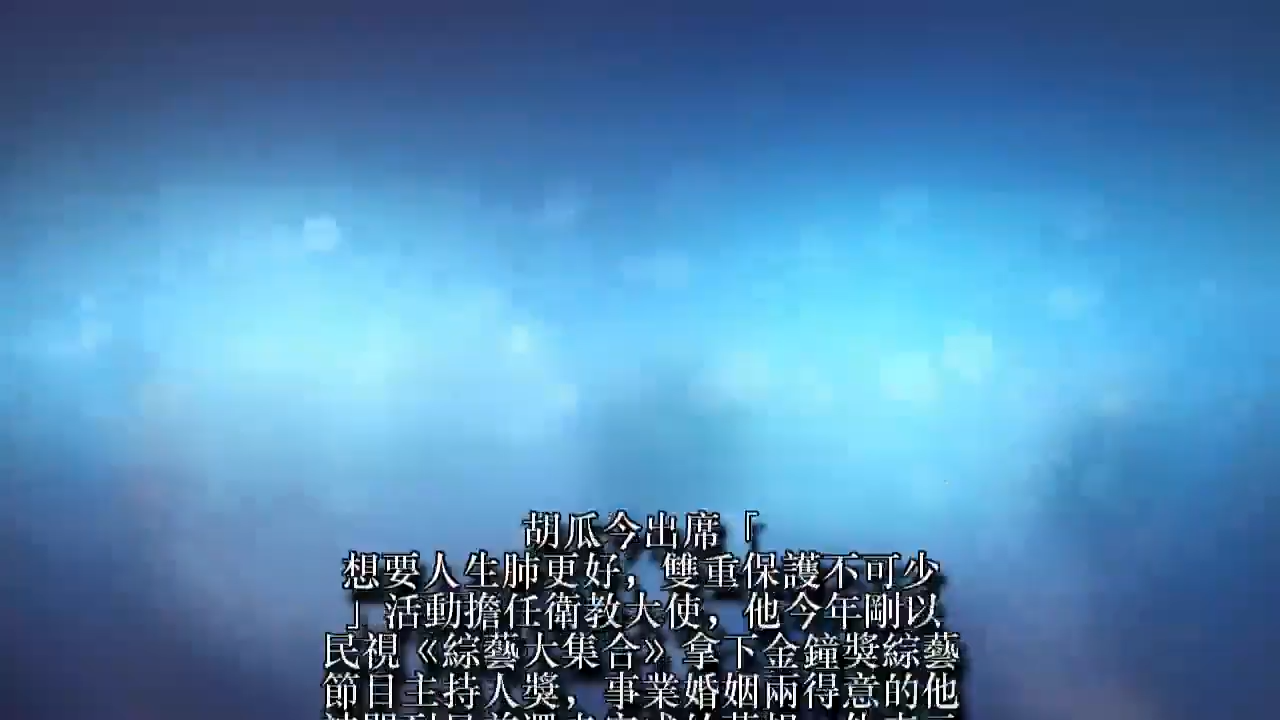 胡瓜今出席「
想要人生肺更好，雙重保護不可少
」活動擔任衛教大使，他今年剛以
民視《綜藝大集合》拿下金鐘獎綜藝
節目主持人獎，事業婚姻兩得意的他